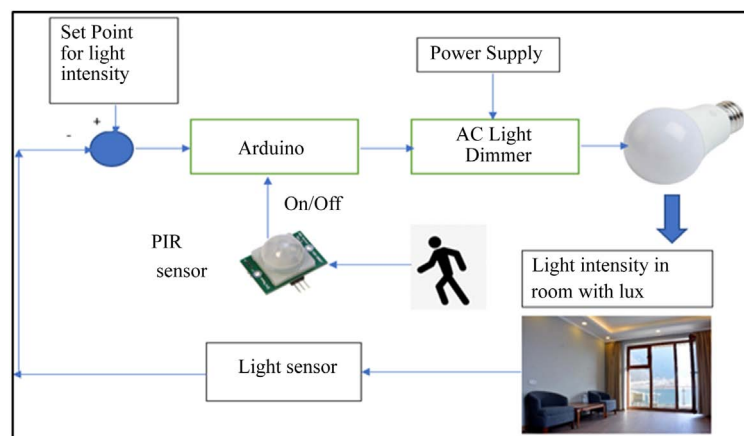 Set Point
for light
intensity
Power Supply
+
-
Arduino
AC Light
Dimmer
On/Off
PIR
sensor
Light intensity in
room with lux
Light sensor